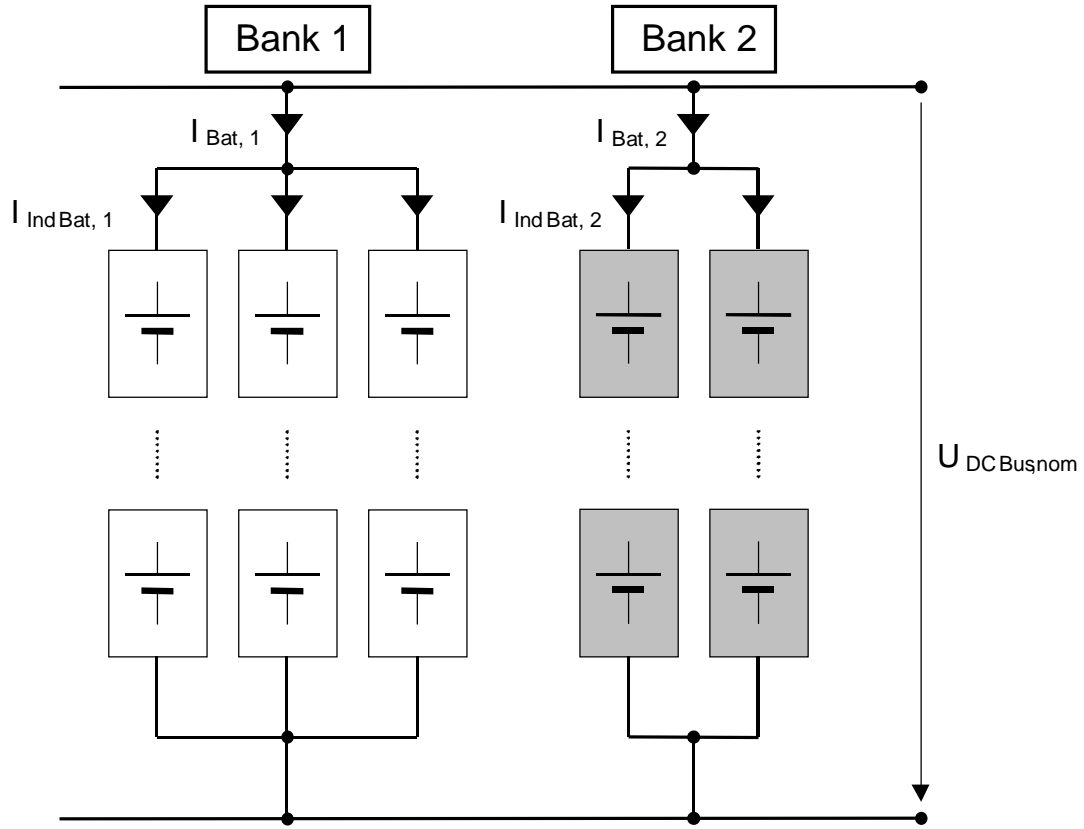 Bank 1
Bank 2
I Bat, 1
I Bat, 2
I Ind Bat, 1
I Ind Bat, 2
U DC Bus,nom